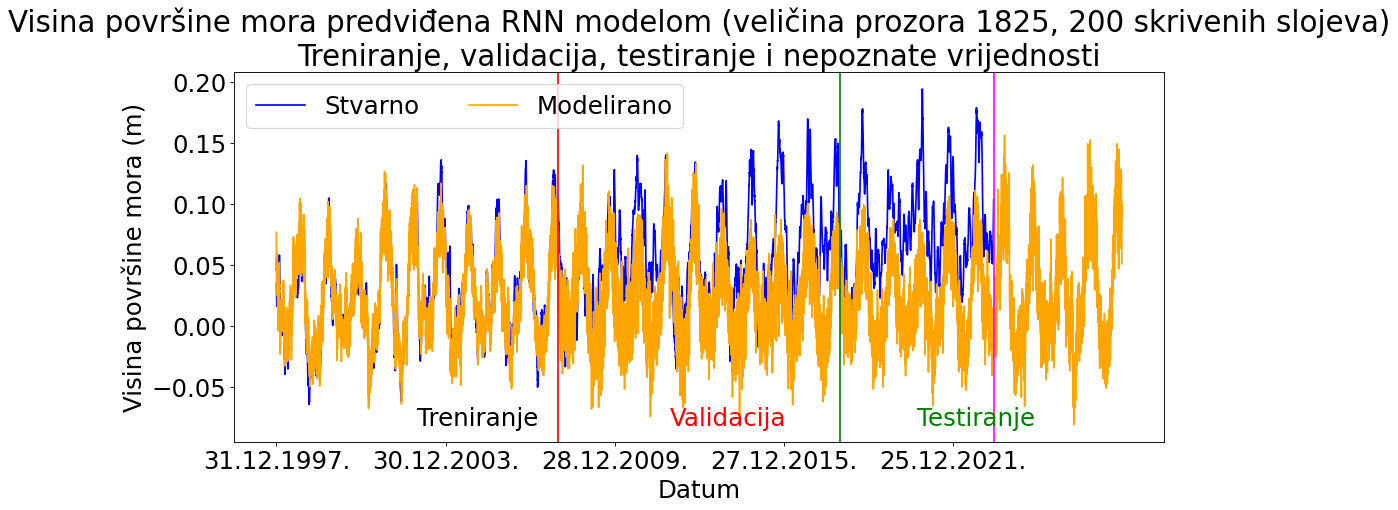 Visina površine mora predviđena RNN modelom (veličina prozora 1825, 200 skrivenih slojeva)
Treniranje, validacija, testiranje i nepoznate vrijednosti
Stvarno Modelirano
Visina površine mora (m)
0.20
0.15
0.10
0.05
0.00
−0.05
Treniranje Validacija Testiranje
31.12.1997. 30.12.2003. 28.12.2009. 27.12.2015. 25.12.2021.
Datum